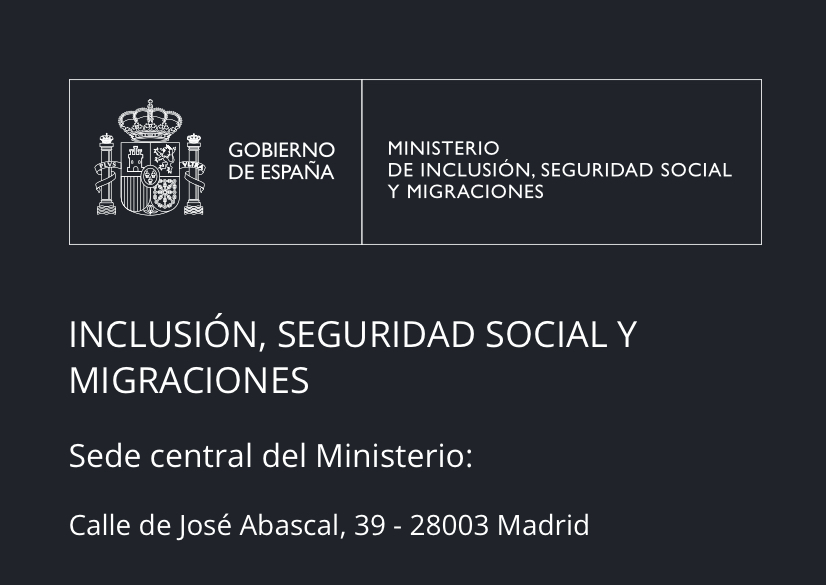 PLVS
VLTRA
GOBIERNO
DE ESPAÑA
MINISTERIO
DE INCLUSIÓN, SEGURIDAD SOCIAL
Y MIGRACIONES
INCLUSIÓN, SEGURIDAD SOCIAL Y
MIGRACIONES
Sede central del Ministerio:
Calle de José Abascal, 39 - 28003 Madrid